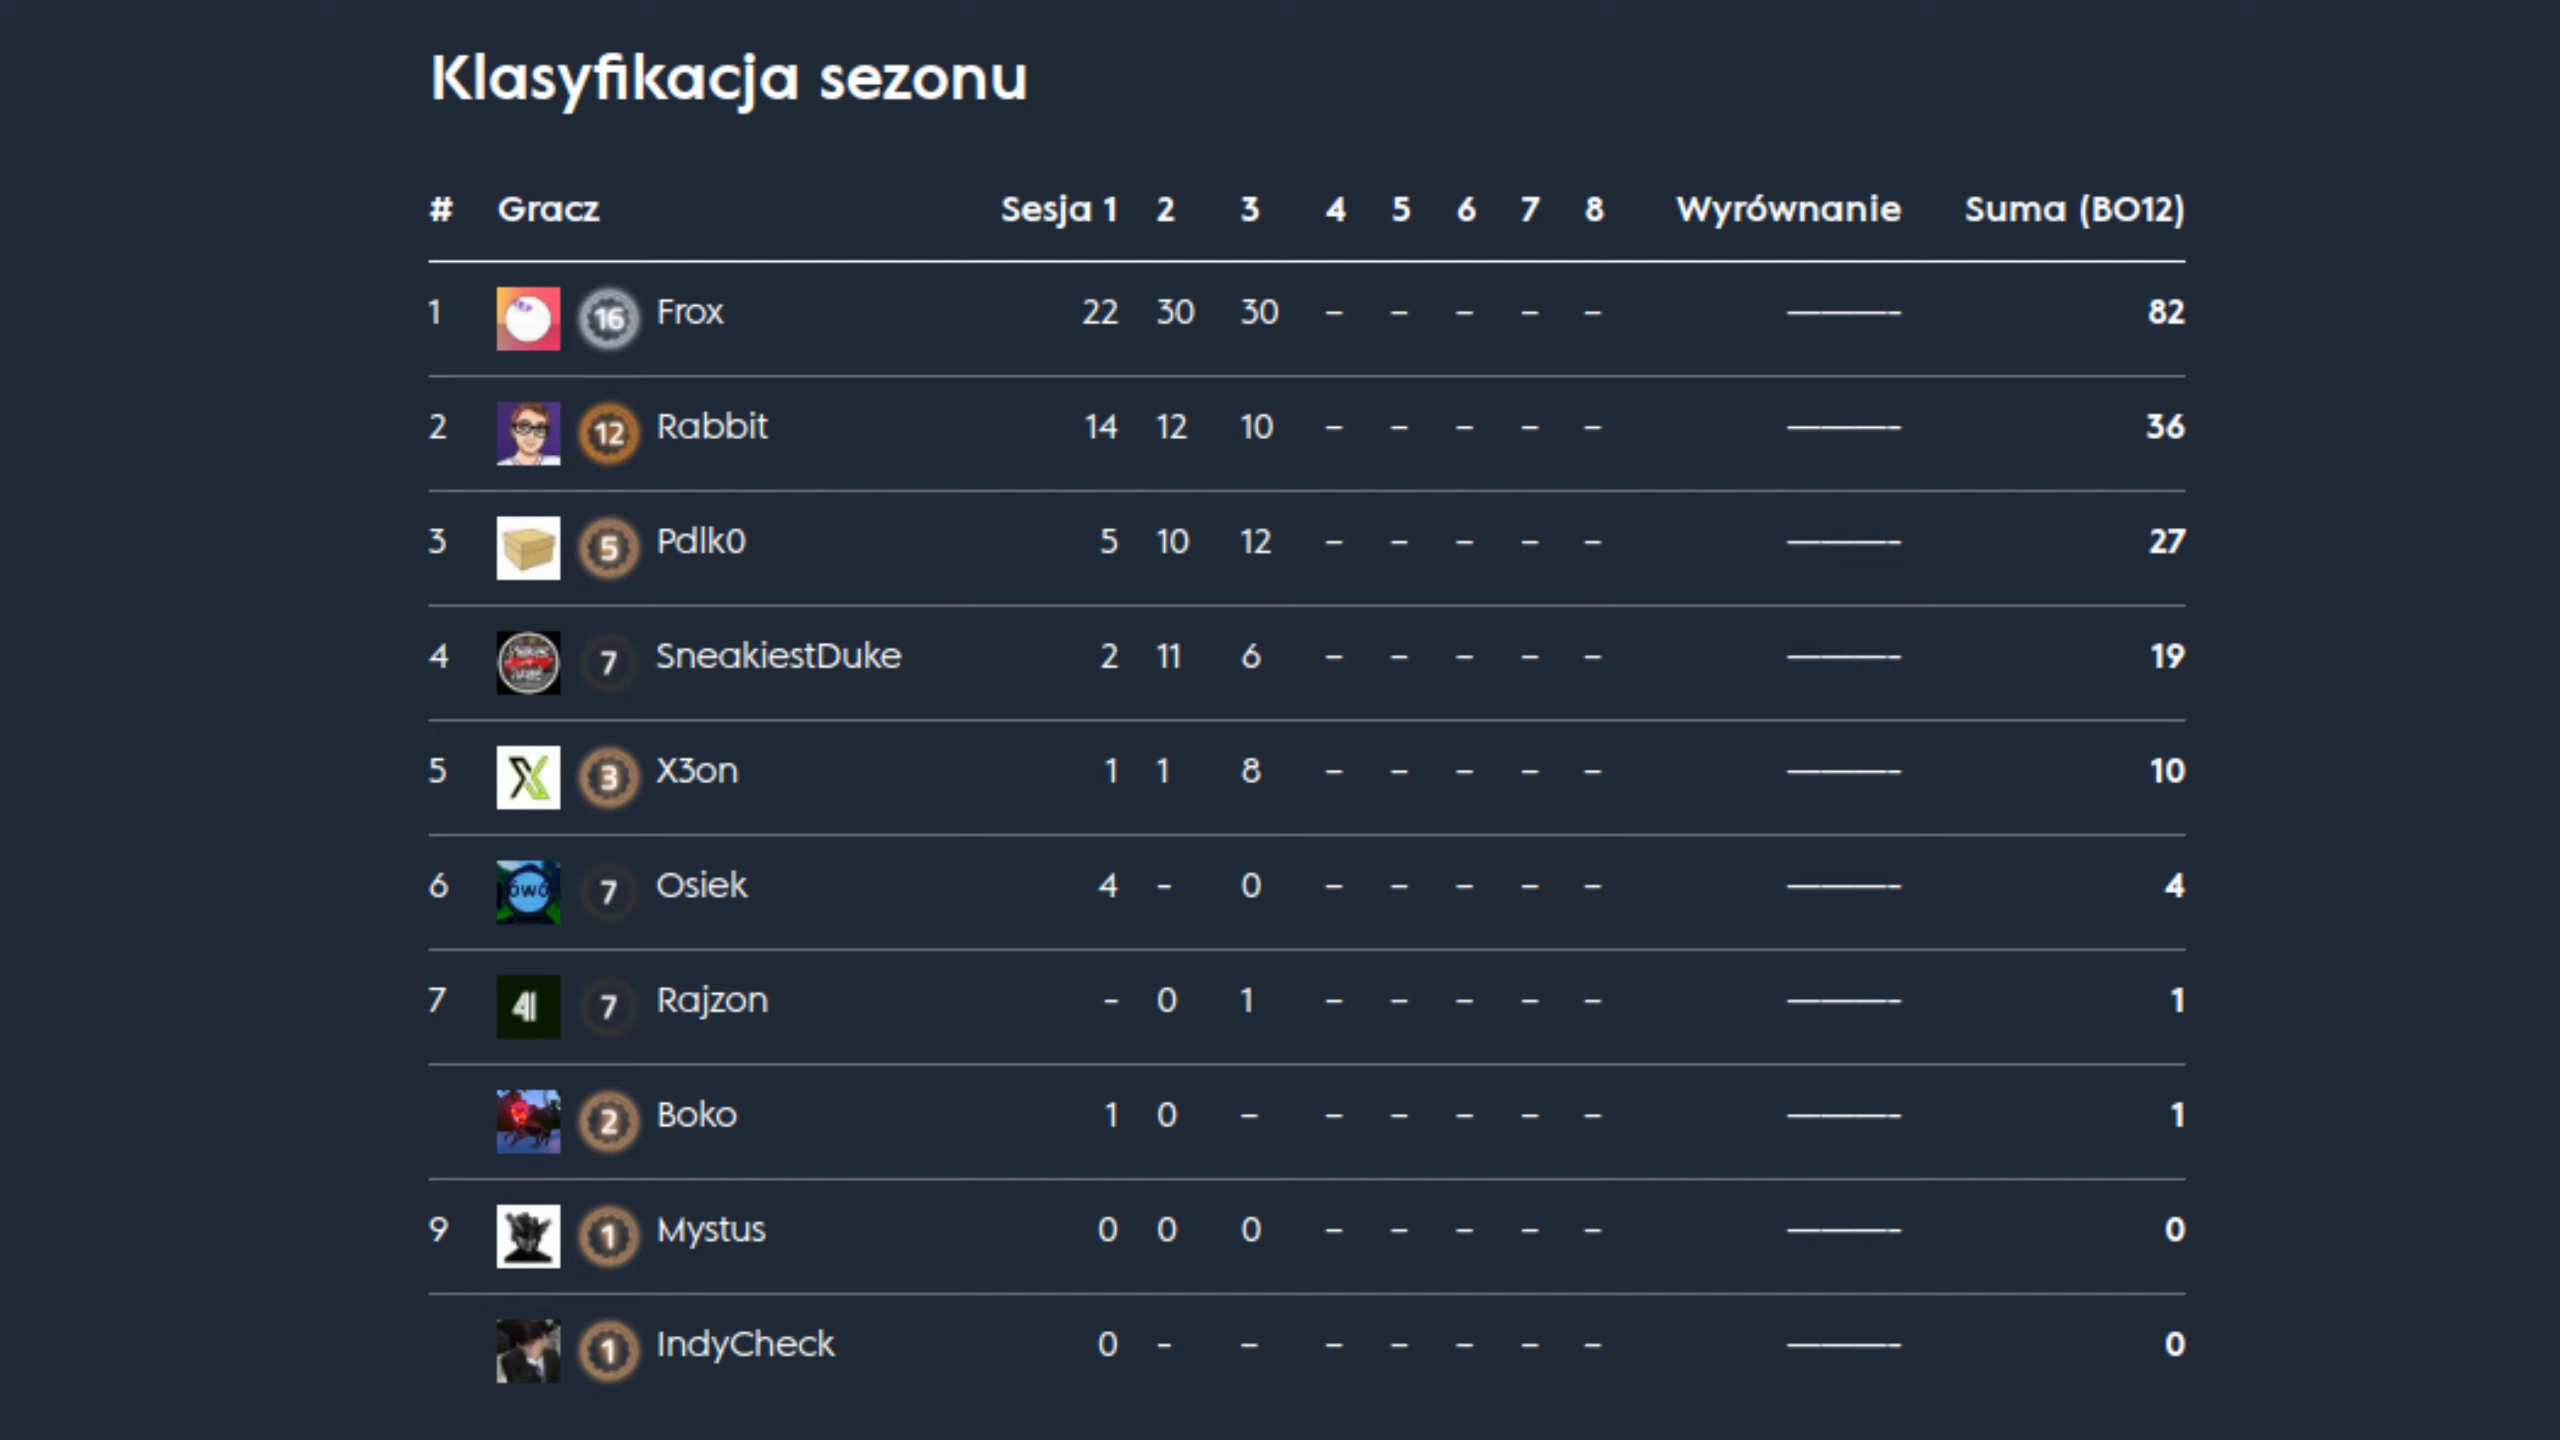 Klasyfikacja sezonu
# Gracz Sesja 1 2 3 4 5 6 7 8 Wyrównanie Suma (BO12)
1 16 Frox 22 30 30 – – – – – ———– 82
2 12 Rabbit 14 12 10 – – – – – ———– 36
3 5 Pdlk0 5 10 12 – – – – – ———– 27
4 7 SneakiestDuke 2 11 6 – – – – – ———– 19
5 X 3 X3on 1 1 8 – – – – – ———– 10
6 ÓWÓ 7 Osiek 4 - 0 – – – – – ———– 4
7 41 7 Rajzon - 0 1 – – – – – ———– 1
2 Boko 1 0 – – – – – – ———– 1
9 1 Mystus 0 0 0 – – – – – ———– 0
1 IndyCheck 0 - – – – – – – ———– 0